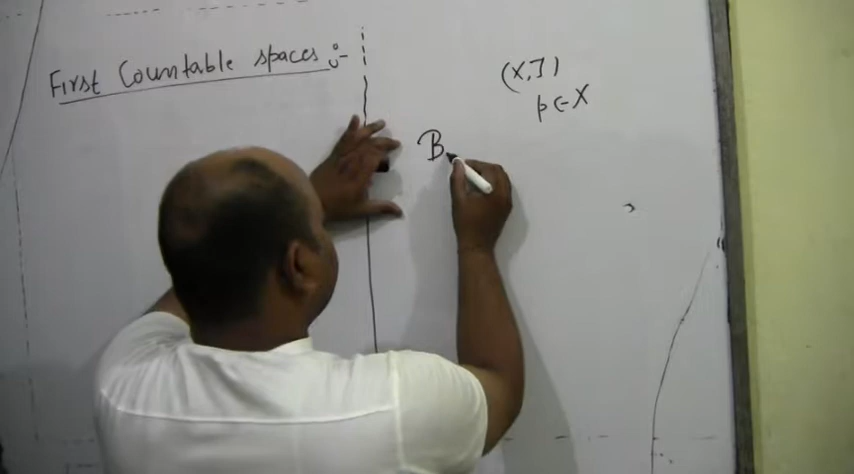 First Countable spaces :-
(X, J)
p ∈ X
B